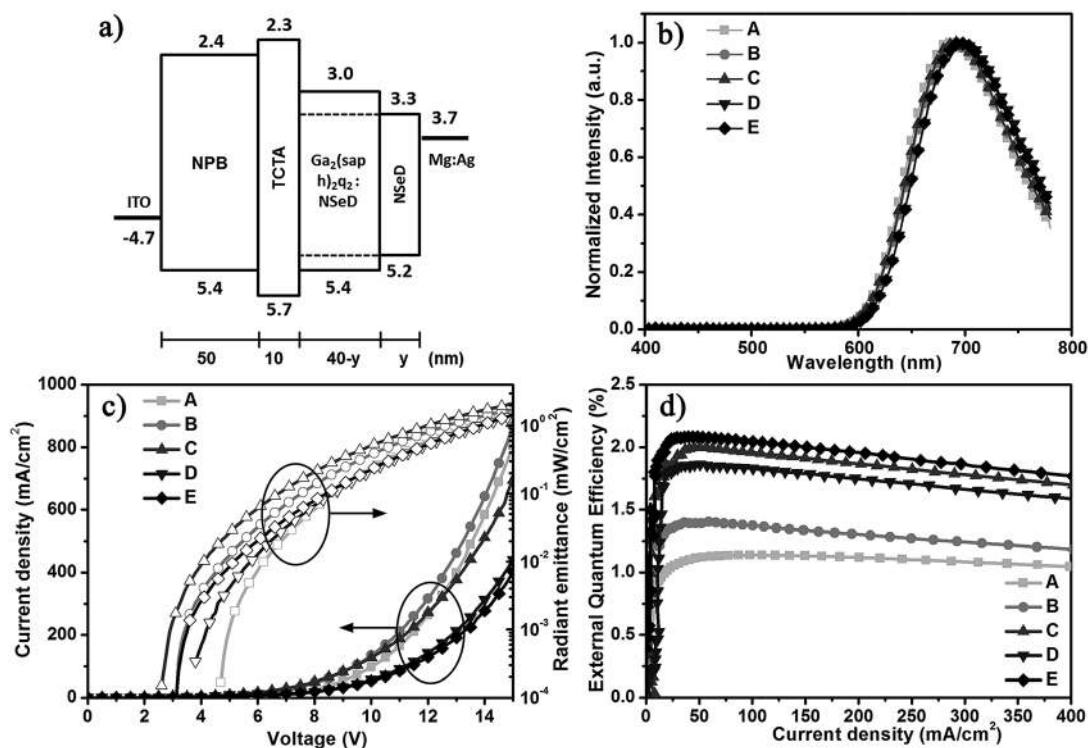 a)
2.4
2.3
3.0
3.3
3.7
NPB
TCTA
Ga₂(sap
h)₂q₂ :
NSeD
NSeD
Mg:Ag
ITO
-4.7
5.4
5.7
5.4
5.2
50
10
40-y
y
(nm)
b)
A
B
C
D
E
Normalized Intensity (a.u.)
1.0
0.8
0.6
0.4
0.2
0.0
400
500
600
700
800
Wavelength (nm)
c)
A
B
C
D
E
Current density (mA/cm²)
1000
900
800
700
600
500
400
300
200
100
0
0
2
4
6
8
10
12
14
Voltage (V)
10⁰
10⁻¹
10⁻²
10⁻³
10⁻⁴
Radiant emittance (mW/cm²)
d)
External Quantum Efficiency (%)
2.5
2.0
1.5
1.0
0.5
0.0
0
50
100
150
200
250
300
350
400
Current density (mA/cm²)
A
B
C
D
E